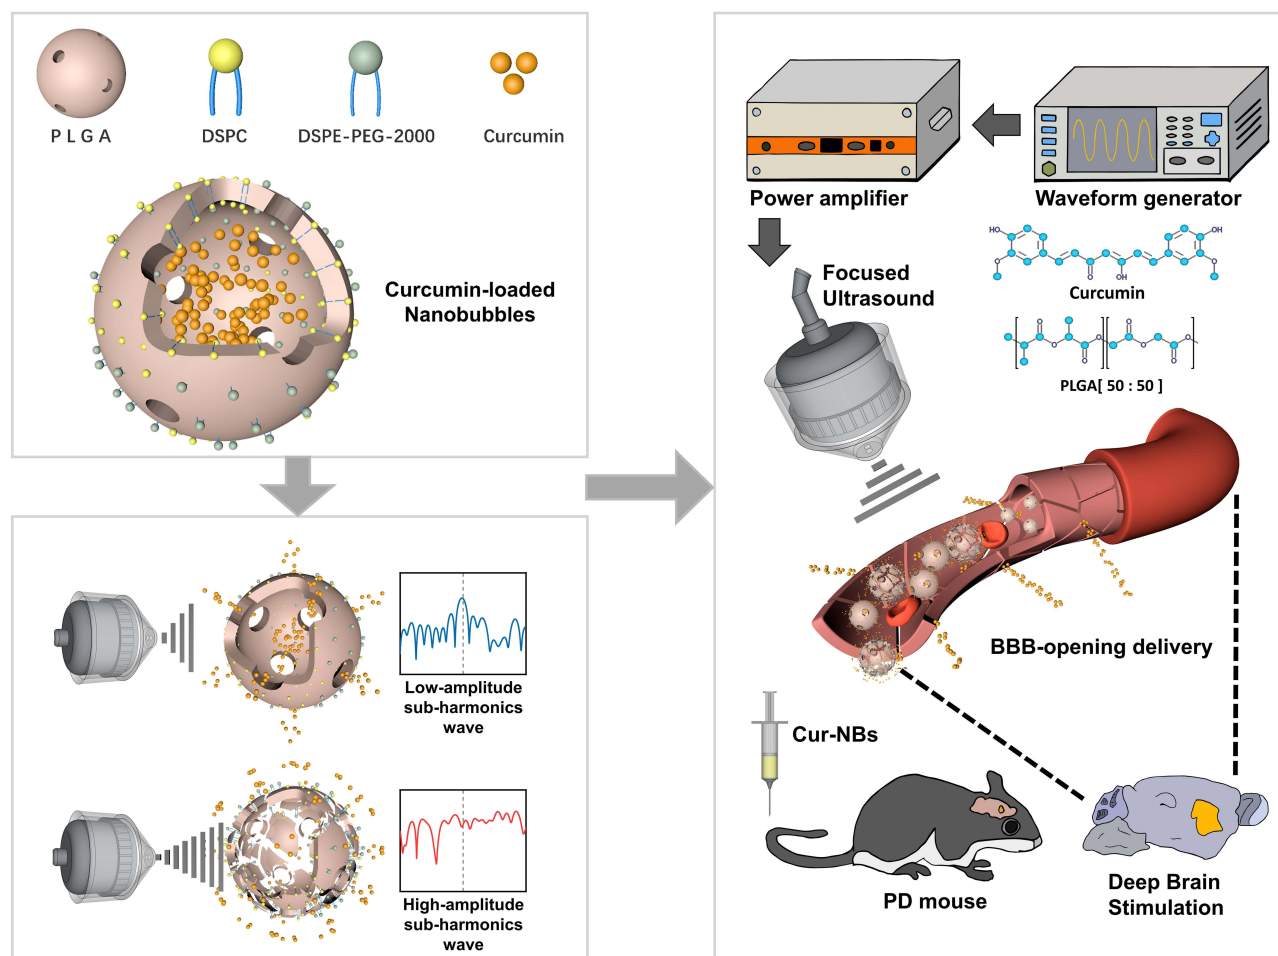 P L G A
DSPC
DSPE-PEG-2000
Curcumin
Curcumin-loaded
Nanobubbles
Low-amplitude
sub-harmonics
wave
High-amplitude
sub-harmonics
wave
Power amplifier
Waveform generator
Focused
Ultrasound
HO
OH
O
O
O
OH
Curcumin
O
O
O
O
O
O
O
O
PLGA[ 50 : 50 ]
BBB-opening delivery
Cur-NBs
PD mouse
Deep Brain
Stimulation